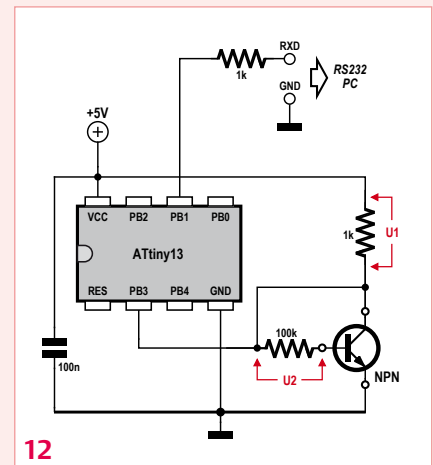 RXD
1k
GND
RS232
PC
+5V
VCC PB2 PB1 PB0
ATtiny13
RES PB3 PB4 GND
1k
U1
100k
U2
NPN
100n
12